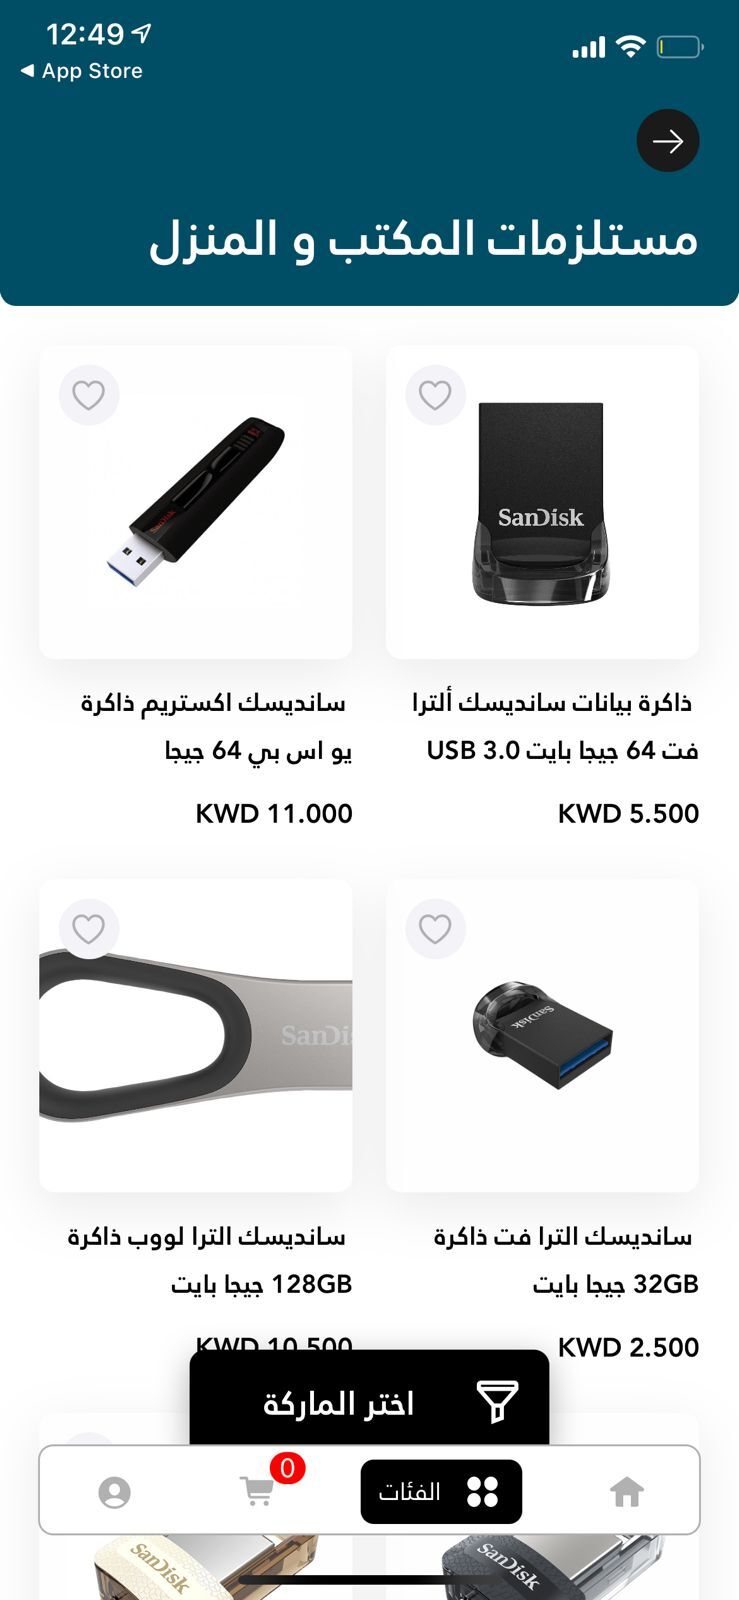 12:49
App Store
مستلزمات المكتب و المنزل
SanDisk
SanDisk
ذاكرة بيانات سانديسك ألترا
فت 64 جيجا بايت USB 3.0
KWD 5.500
سانديسك اكستريم ذاكرة
يو اس بي 64 جيجا
KWD 11.000
SanDisk
SanDis
سانديسك الترا فت ذاكرة
32GB جيجا بايت
KWD 2.500
سانديسك الترا لووب ذاكرة
128GB جيجا بايت
KWD 10.500
اختر الماركة
الفئات
0
SanDisk
SanDisk